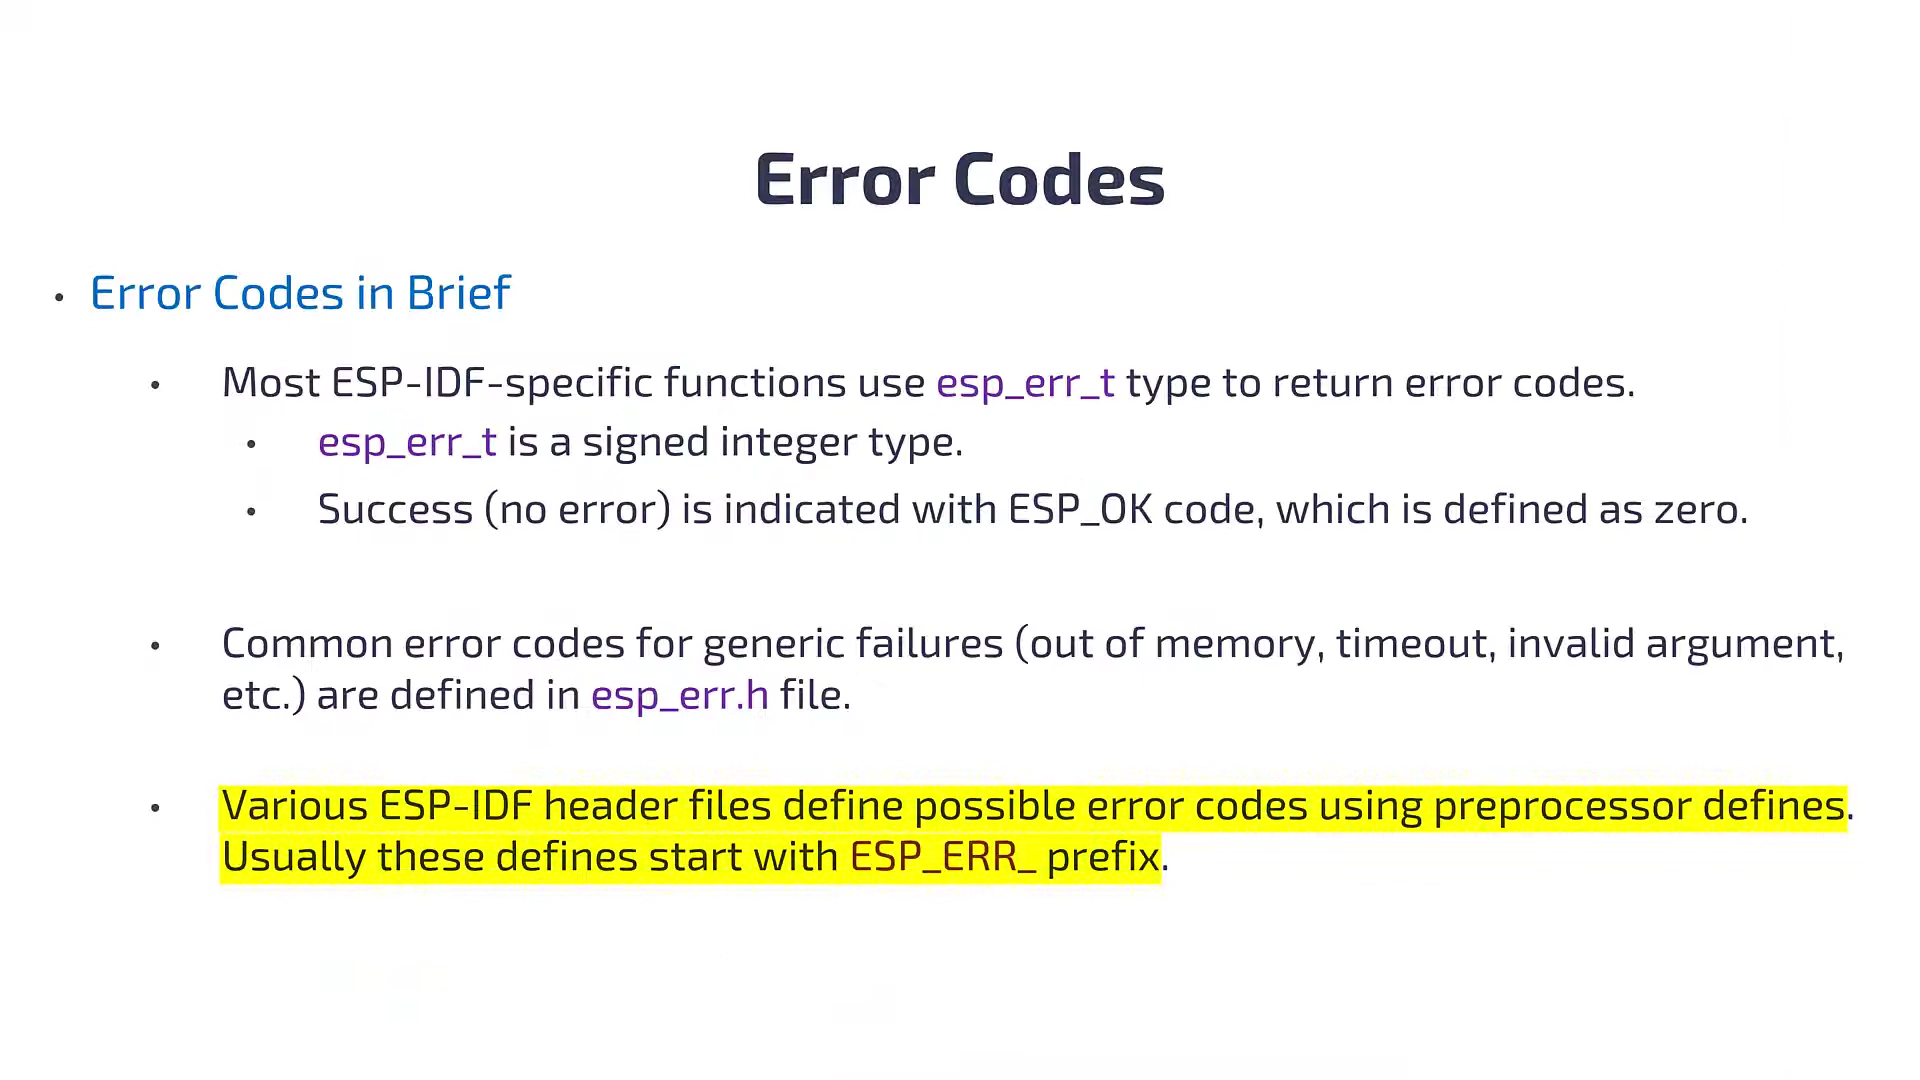 Error Codes
• Error Codes in Brief
• Most ESP-IDF-specific functions use esp_err_t type to return error codes.
• esp_err_t is a signed integer type.
• Success (no error) is indicated with ESP_OK code, which is defined as zero.
• Common error codes for generic failures (out of memory, timeout, invalid argument,
etc.) are defined in esp_err.h file.
• Various ESP-IDF header files define possible error codes using preprocessor defines.
Usually these defines start with ESP_ERR_ prefix.